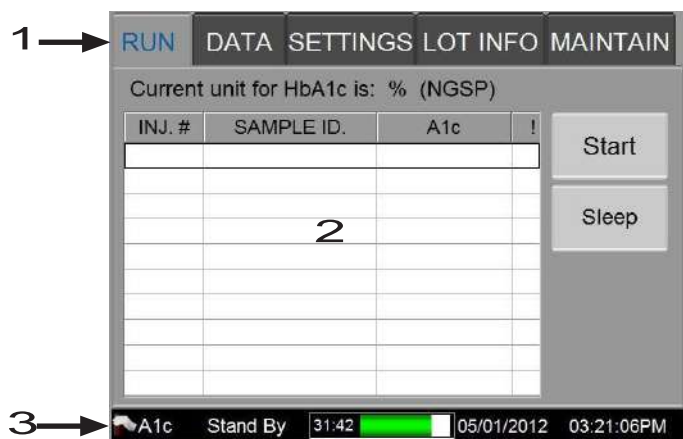 1
RUN DATA SETTINGS LOT INFO MAINTAIN
Current unit for HbA1c is: % (NGSP)
INJ. # SAMPLE ID. A1c !
Start
Sleep
2
3
A1c Stand By 31:42 05/01/2012 03:21:06PM